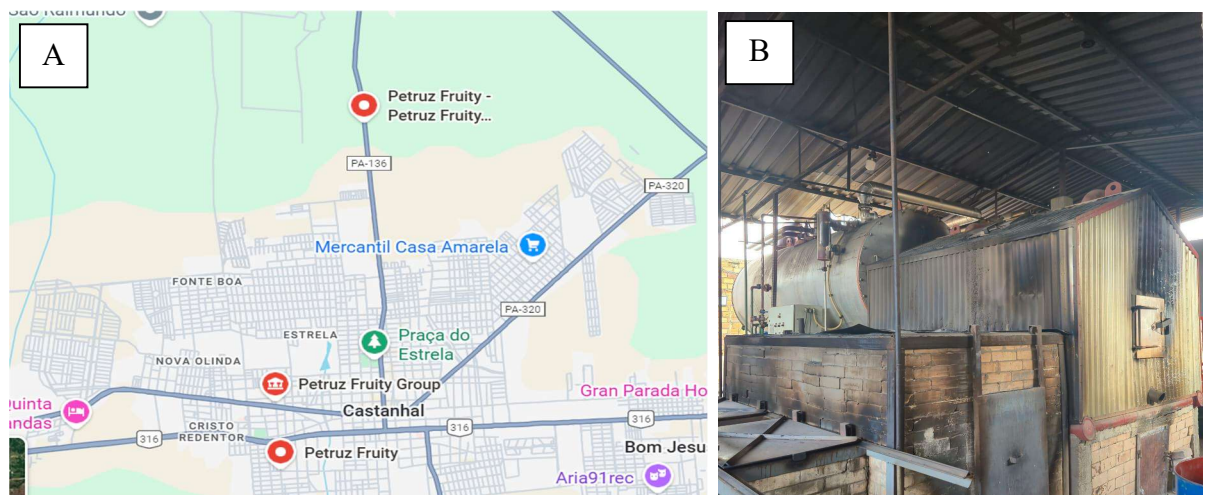 A
São Raimundo
Petruz Fruity -
Petruz Fruity...
PA-136
PA-320
Mercantil Casa Amarela
FONTE BOA
PA-320
ESTRELA
Praça do
Estrela
NOVA OLINDA
Petruz Fruity Group
Gran Parada Ho
Quinta
andas
Castanhal
CRISTO
REDENTOR
316
316
316
Bom Jesu
Petruz Fruity
Aria91rec
B